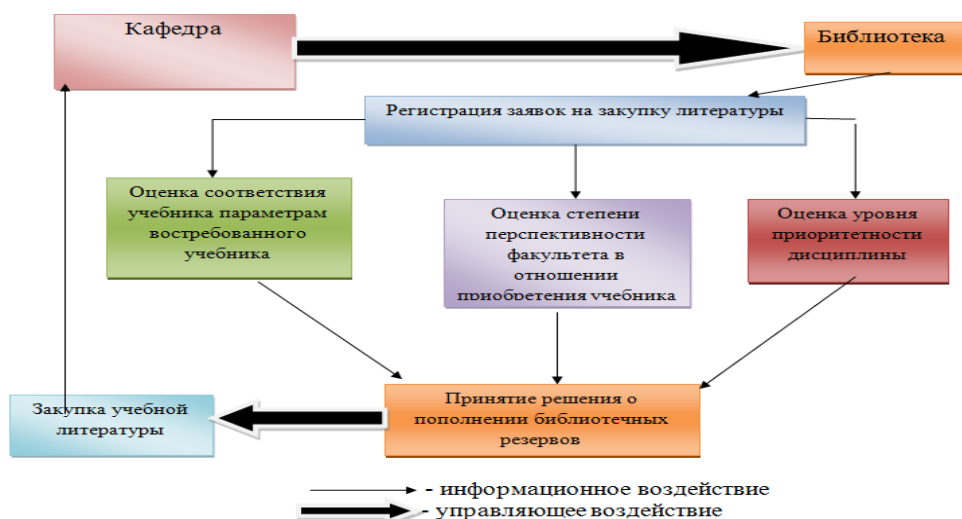 Кафедра
Библиотека
Регистрация заявок на закупку литературы
Оценка соответствия
учебника параметрам
востребованного
учебника
Оценка степени
перспективности
факультета в
отношении
приобретения учебника
Оценка уровня
приоритетности
дисциплины
Закупка учебной
литературы
Принятие решения о
пополнении библиотечных
резервов
- информационное воздействие
- управляющее воздействие